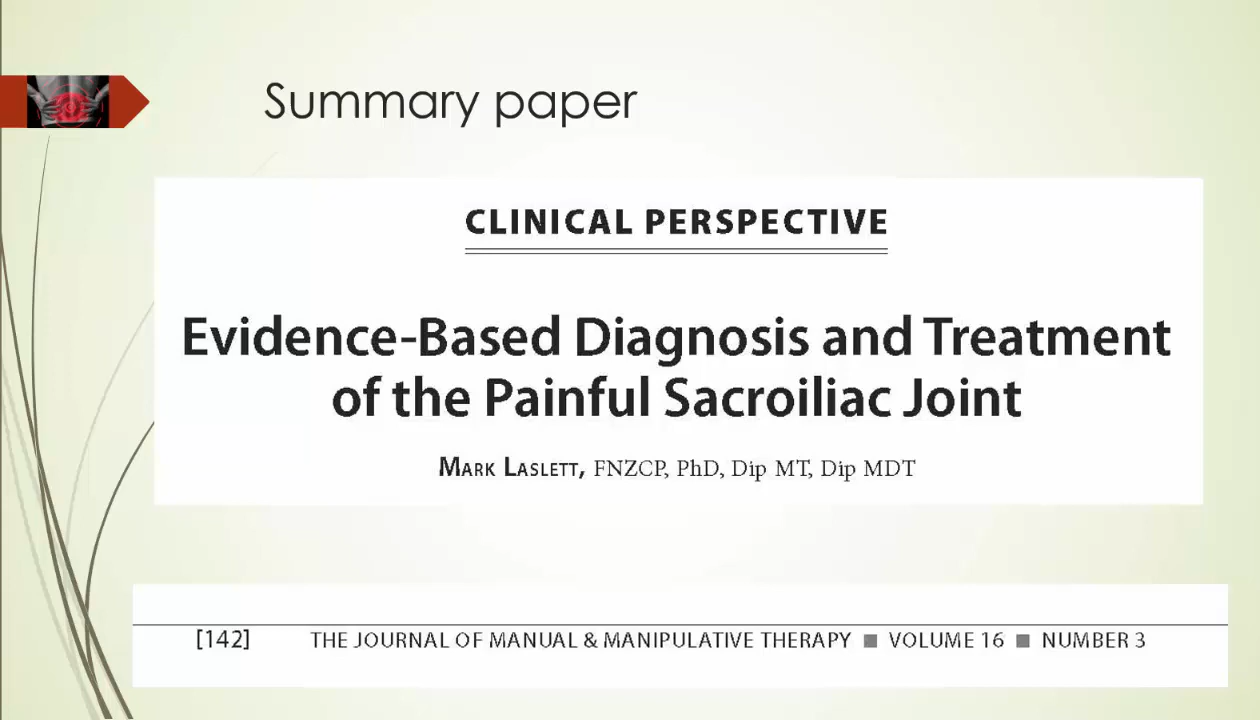 Summary paper
CLINICAL PERSPECTIVE
Evidence-Based Diagnosis and Treatment
of the Painful Sacroiliac Joint
MARK LASLETT, FNZCP, PhD, Dip MT, Dip MDT
[142] THE JOURNAL OF MANUAL & MANIPULATIVE THERAPY ■ VOLUME 16 ■ NUMBER 3